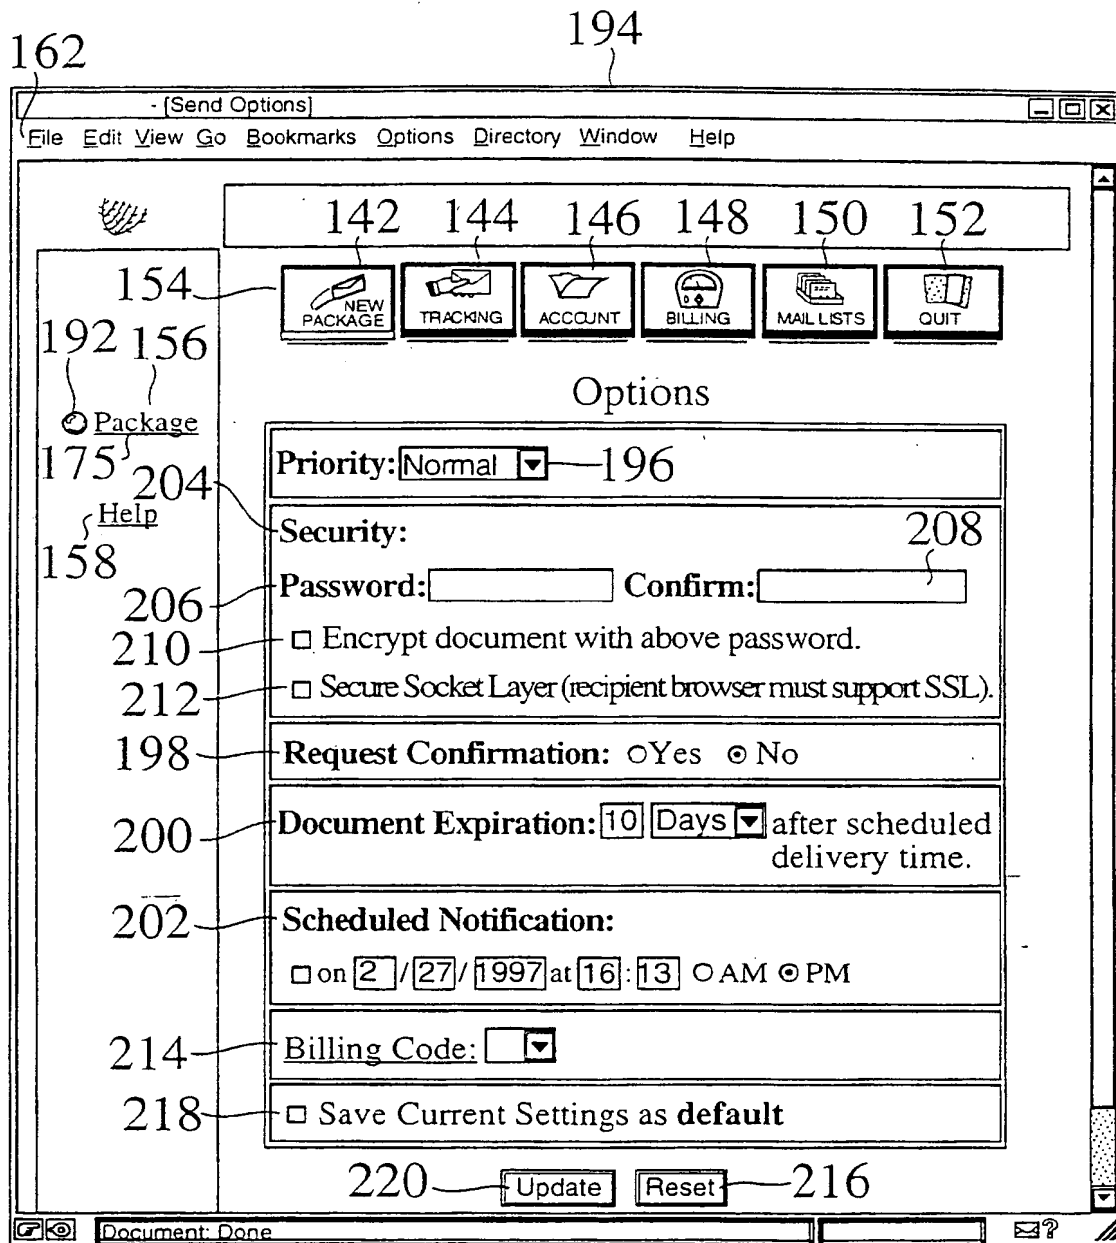 194
162
- [Send Options]
File Edit View Go Bookmarks Options Directory Window Help
142 144 146 148 150 152
154
NEW PACKAGE TRACKING ACCOUNT BILLING MAIL LISTS QUIT
192 156
Options
Package
175
Priority: Normal 196
204
Help
Security:
208
158
206 Password: Confirm:
210 Encrypt document with above password.
212 Secure Socket Layer (recipient browser must support SSL).
198 Request Confirmation: Yes No
200 Document Expiration: 10 Days after scheduled
delivery time.
202 Scheduled Notification:
on 2 / 27 / 1997 at 16 : 13 AM PM
214 Billing Code:
218 Save Current Settings as default
220 Update Reset 216
Document: Done ?